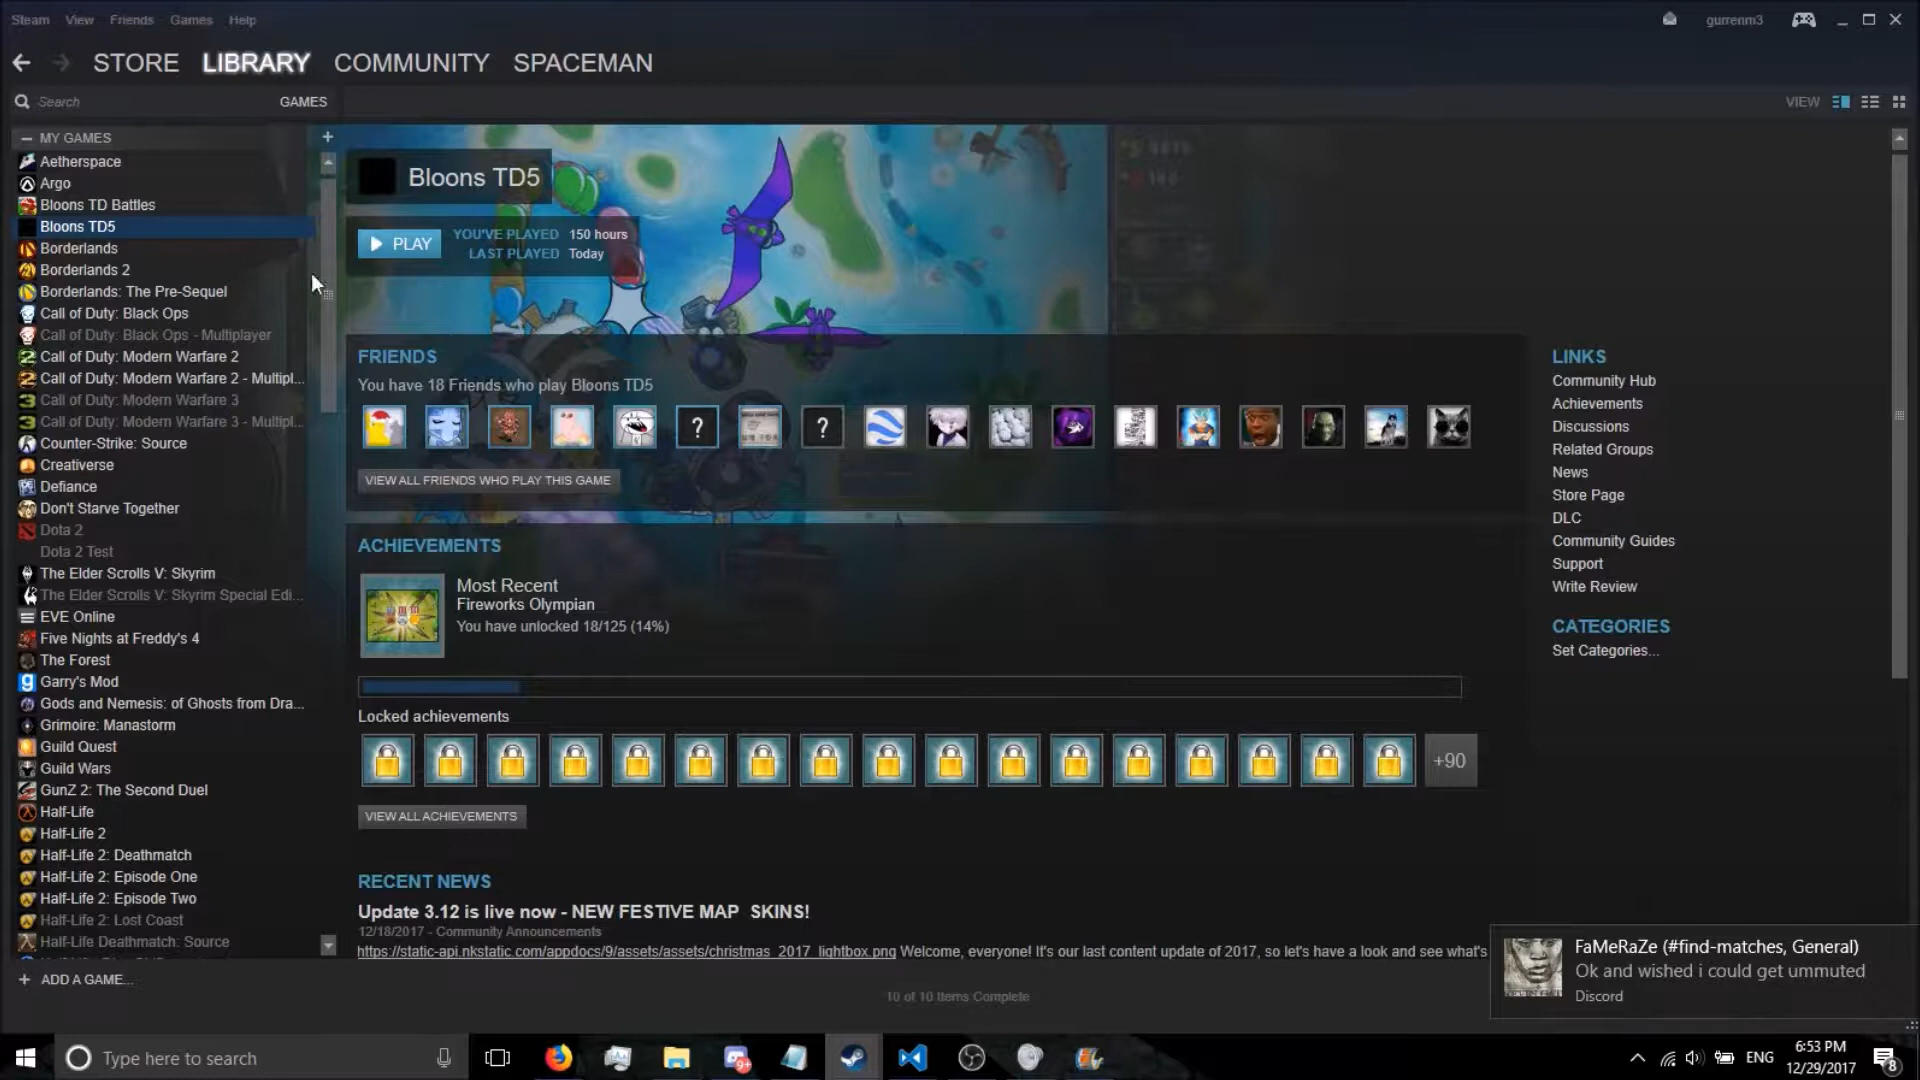 Steam View Friends Games Help
gurrenm3
STORE LIBRARY COMMUNITY SPACEMAN
Search GAMES
VIEW
MY GAMES
Aetherspace
Argo
Bloons TD Battles
Bloons TD5
Borderlands
Borderlands 2
Borderlands: The Pre-Sequel
Call of Duty: Black Ops
Call of Duty: Black Ops - Multiplayer
Call of Duty: Modern Warfare 2
Call of Duty: Modern Warfare 2 - Multipl...
Call of Duty: Modern Warfare 3
Call of Duty: Modern Warfare 3 - Multipl...
Counter-Strike: Source
Creativerse
Defiance
Don't Starve Together
Dota 2
Dota 2 Test
The Elder Scrolls V: Skyrim
The Elder Scrolls V: Skyrim Special Edi...
EVE Online
Five Nights at Freddy's 4
The Forest
Garry's Mod
Gods and Nemesis: of Ghosts from Dra...
Grimoire: Manastorm
Guild Quest
Guild Wars
GunZ 2: The Second Duel
Half-Life
Half-Life 2
Half-Life 2: Deathmatch
Half-Life 2: Episode One
Half-Life 2: Episode Two
Half-Life 2: Lost Coast
Half-Life Deathmatch: Source
+ ADD A GAME...
Bloons TD5
PLAY
YOU'VE PLAYED 150 hours
LAST PLAYED Today
FRIENDS
You have 18 Friends who play Bloons TD5
VIEW ALL FRIENDS WHO PLAY THIS GAME
ACHIEVEMENTS
Most Recent
Fireworks Olympian
You have unlocked 18/125 (14%)
Locked achievements
+90
VIEW ALL ACHIEVEMENTS
RECENT NEWS
Update 3.12 is live now - NEW FESTIVE MAP SKINS!
12/18/2017 - Community Announcements
https://static-api.nkstatic.com/appdocs/9/assets/assets/christmas_2017_lightbox.png Welcome, everyone! It's our last content update of 2017, so let's have a look and see what's
10 of 10 Items Complete
LINKS
Community Hub
Achievements
Discussions
Related Groups
News
Store Page
DLC
Community Guides
Support
Write Review
CATEGORIES
Set Categories...
FaMeRaZe (#find-matches, General)
Ok and wished i could get ummuted
Discord
Type here to search
9+
ENG
6:53 PM
12/29/2017
8